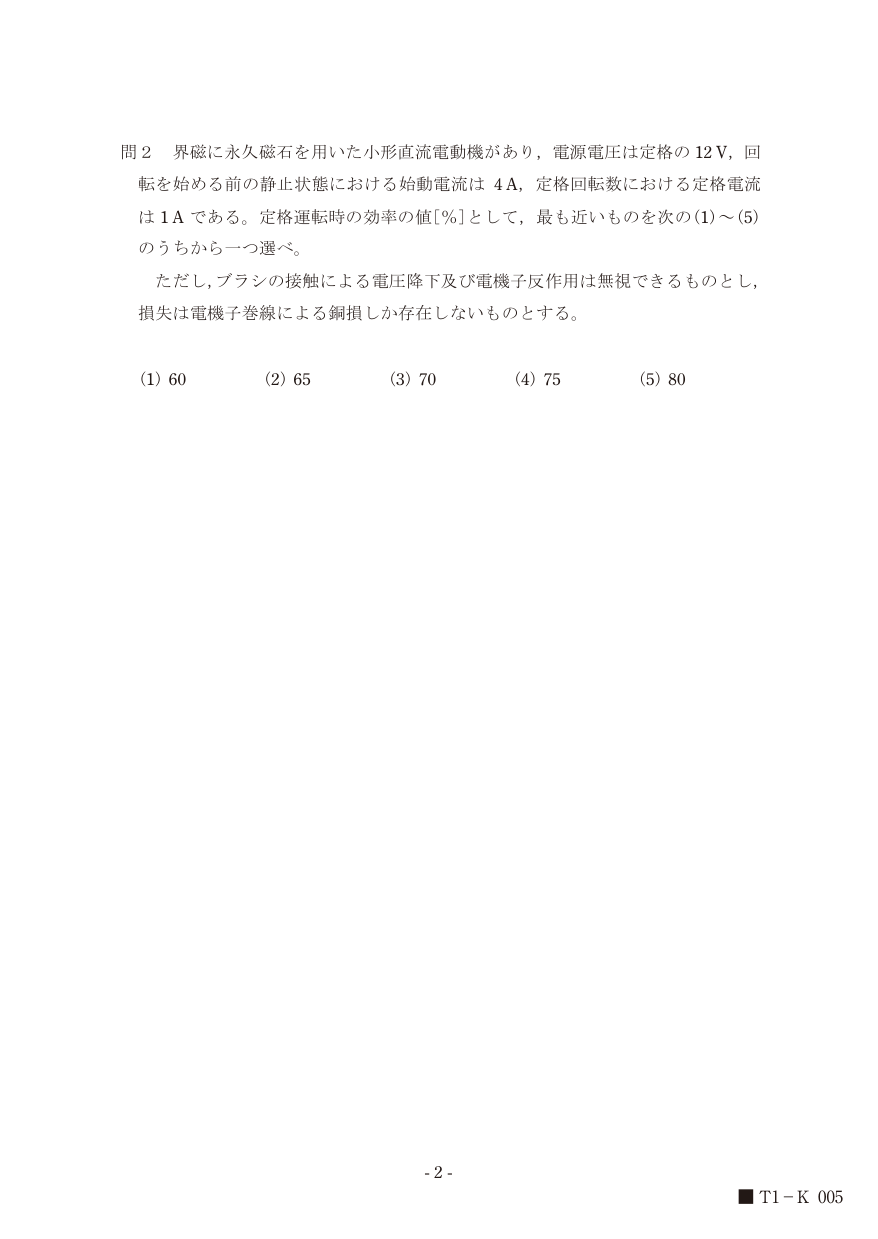 問2　界磁に永久磁石を用いた小形直流電動機があり，電源電圧は定格の 12 V，回
転を始める前の静止状態における始動電流は 4 A，定格回転数における定格電流
は 1 A である。定格運転時の効率の値[％]として，最も近いものを次の(1)～(5)
のうちから一つ選べ。
ただし，ブラシの接触による電圧降下及び電機子反作用は無視できるものとし，
損失は電機子巻線による銅損しか存在しないものとする。
(1) 60　(2) 65　(3) 70　(4) 75　(5) 80
- 2 -
■ T1－K 005